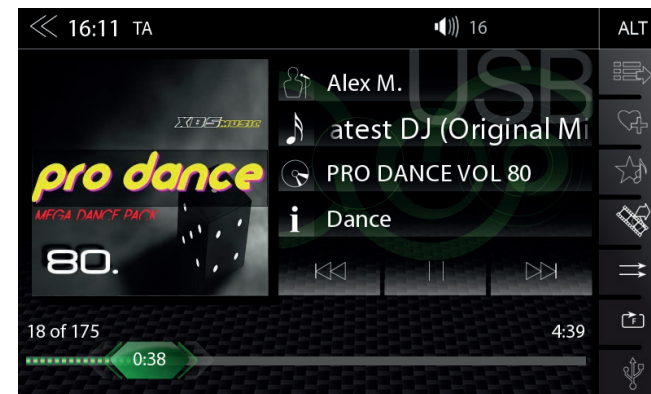 16:11 TA
16
ALT
USB
XDS MUSIC
pro dance
MEGA DANCE PACK
80.
Alex M.
atest DJ (Original Mi
PRO DANCE VOL 80
i Dance
18 of 175
4:39
0:38
F